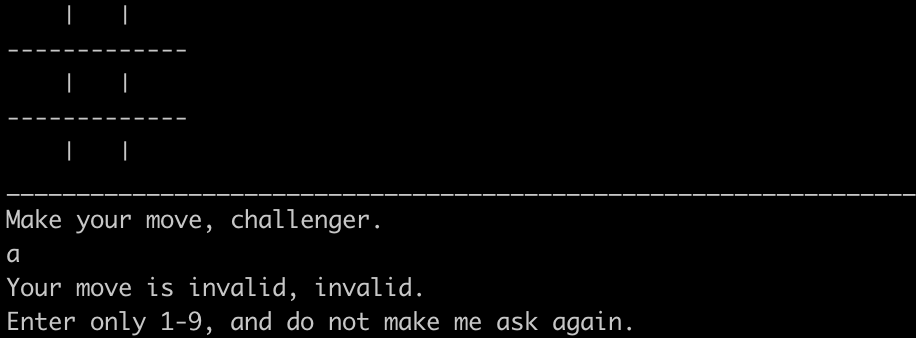 |   |
-------------
    |   |
-------------
    |   |
_________________________________________________________________
Make your move, challenger.
a
Your move is invalid, invalid.
Enter only 1-9, and do not make me ask again.